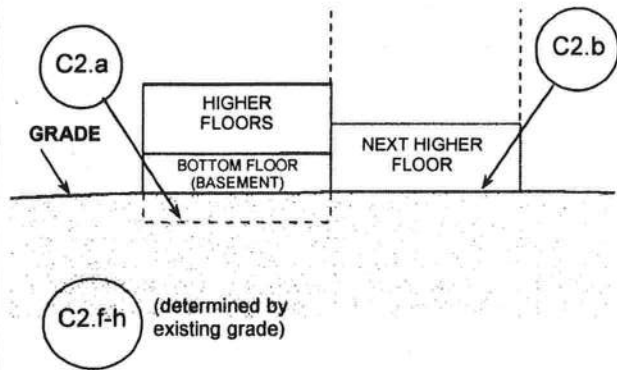 C2.a
C2.b
HIGHER
FLOORS
GRADE
NEXT HIGHER
FLOOR
BOTTOM FLOOR
(BASEMENT)
C2.f-h
(determined by
existing grade)